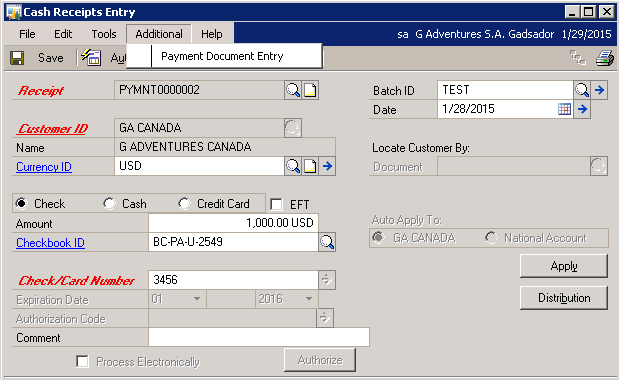 Cash Receipts Entry
File Edit Tools Additional Help sa G Adventures S.A. Gadsador 1/29/2015
Save
Payment Document Entry
Receipt PYMNT0000002 Batch ID TEST
Date 1/28/2015
Customer ID GA CANADA
Name G ADVENTURES CANADA Locate Customer By:
Currency ID USD Document
Check Cash Credit Card EFT
Amount 1,000.00 USD Auto Apply To:
Checkbook ID BC-PA-U-2549 GA CANADA National Account
Apply
Check/Card Number 3456
Expiration Date 01 2016 Distribution
Authorization Code
Comment
Process Electronically Authorize